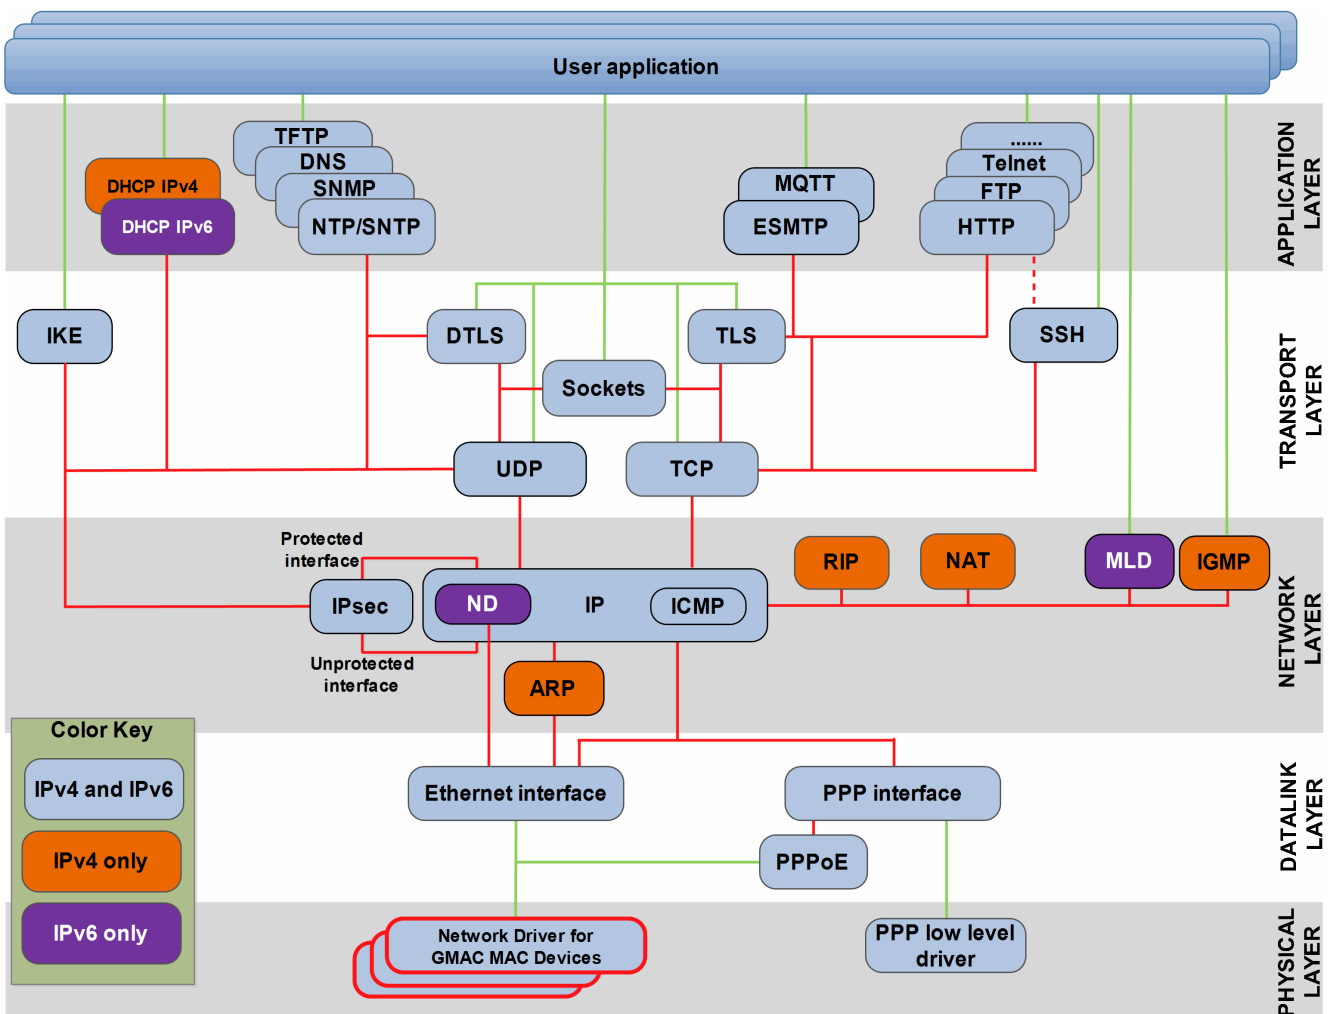 User application
APPLICATION
LAYER
TFTP
DNS
SNMP
NTP/SNTP
DHCP IPv4
DHCP IPv6
MQTT
ESMTP
......
Telnet
FTP
HTTP
TRANSPORT
LAYER
IKE
DTLS
TLS
SSH
Sockets
UDP
TCP
NETWORK
LAYER
Protected
interface
IPsec
Unprotected
interface
ND
IP
ICMP
RIP
NAT
MLD
IGMP
ARP
Color Key
IPv4 and IPv6
IPv4 only
IPv6 only
DATALINK
LAYER
Ethernet interface
PPP interface
PPPoE
PHYSICAL
LAYER
Network Driver for
GMAC MAC Devices
PPP low level
driver